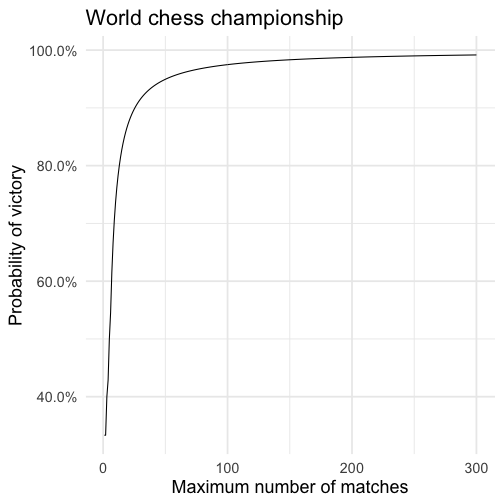 World chess championship
Probability of victory
100.0%
80.0%
60.0%
40.0%
0
100
200
300
Maximum number of matches